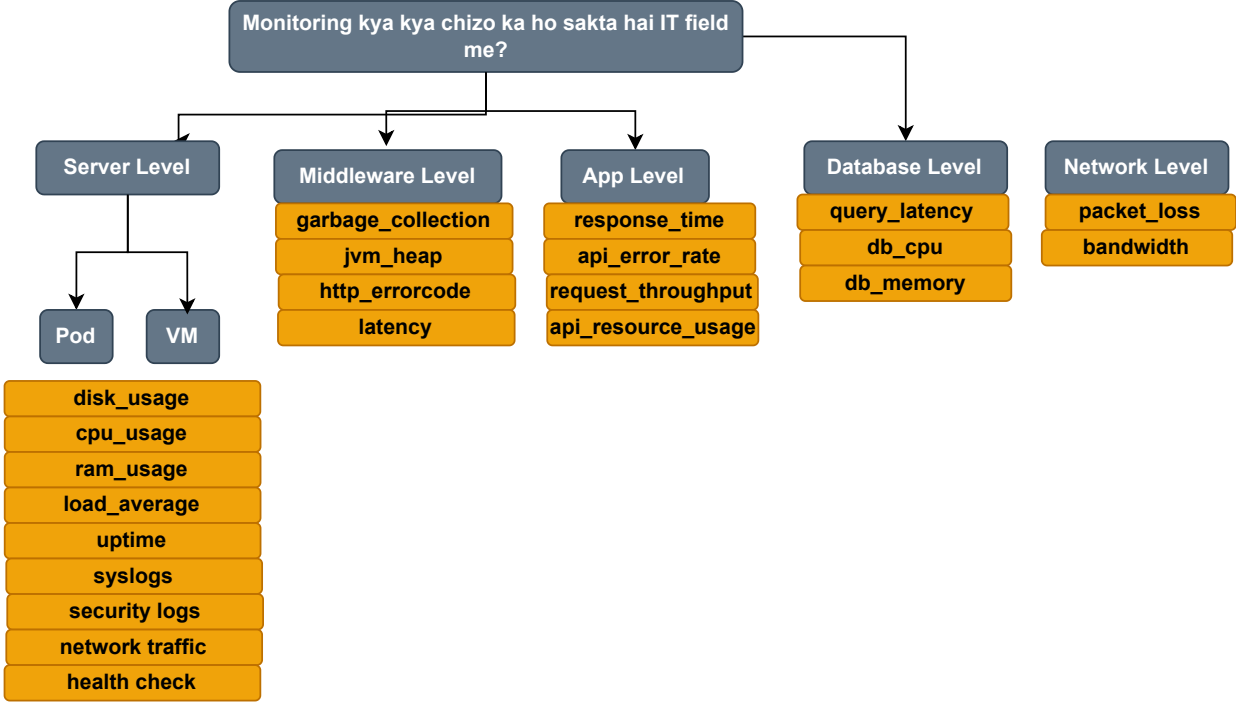 Monitoring kya kya chizo ka ho sakta hai IT field
me?
Server Level
Middleware Level
App Level
Database Level
Network Level
garbage_collection
jvm_heap
http_errorcode
latency
response_time
api_error_rate
request_throughput
api_resource_usage
query_latency
db_cpu
db_memory
packet_loss
bandwidth
Pod
VM
disk_usage
cpu_usage
ram_usage
load_average
uptime
syslogs
security logs
network traffic
health check